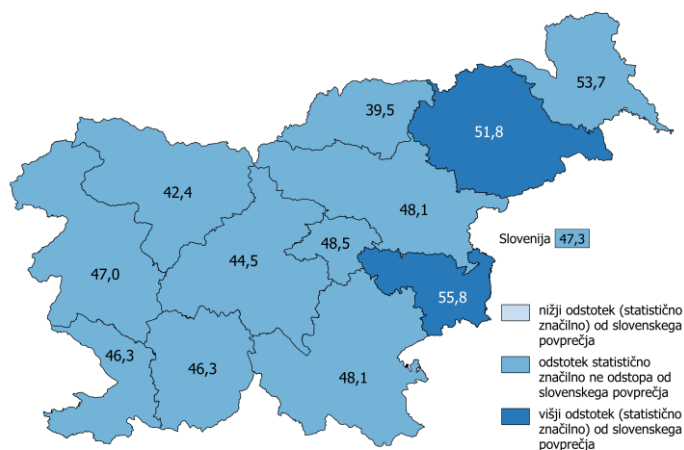 53,7
39,5
51,8
42,4
48,1
48,5
Slovenija 47,3
44,5
47,0
55,8
46,3
46,3
48,1
nižji odstotek (statistično
značilno) od slovenskega
povprečja
odstotek statistično
značilno ne odstopa od
slovenskega povprečja
višji odstotek (statistično
značilno) od slovenskega
povprečja